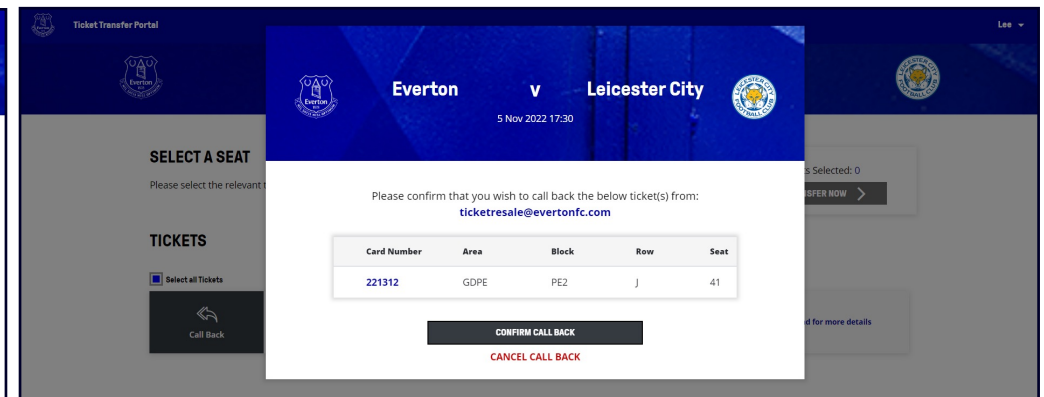 Ticket Transfer Portal
Lee
Everton
Everton v Leicester City
5 Nov 2022 17:30
SELECT A SEAT
Please select the relevant t
s Selected: 0
NSFER NOW
Please confirm that you wish to call back the below ticket(s) from:
ticketresale@evertonfc.com
TICKETS
Select all Tickets
Card Number Area Block Row Seat
221312 GDPE PE2 J 41
Call Back
d for more details
CONFIRM CALL BACK
CANCEL CALL BACK